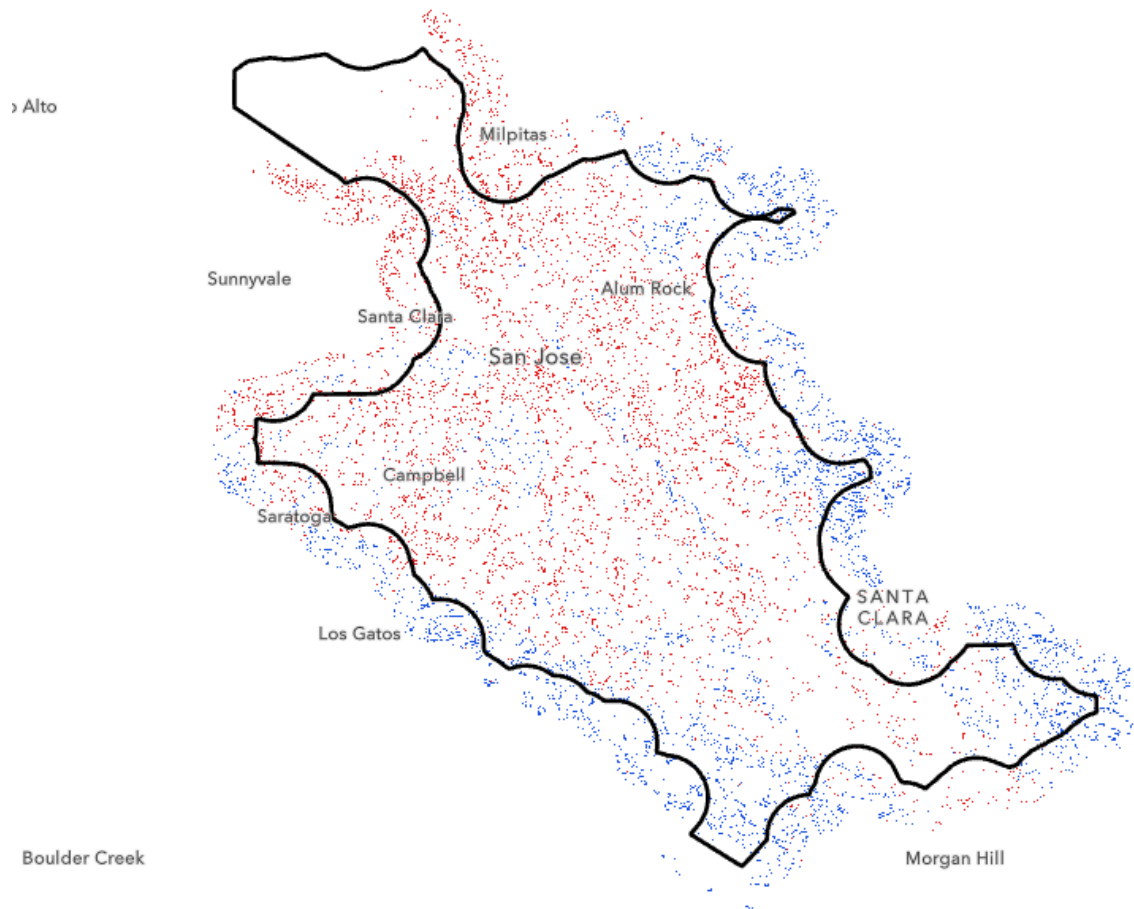 o Alto
Milpitas
Sunnyvale
Alum Rock
Santa Clara
San Jose
Campbell
Saratoga
SANTA
CLARA
Los Gatos
Boulder Creek
Morgan Hill